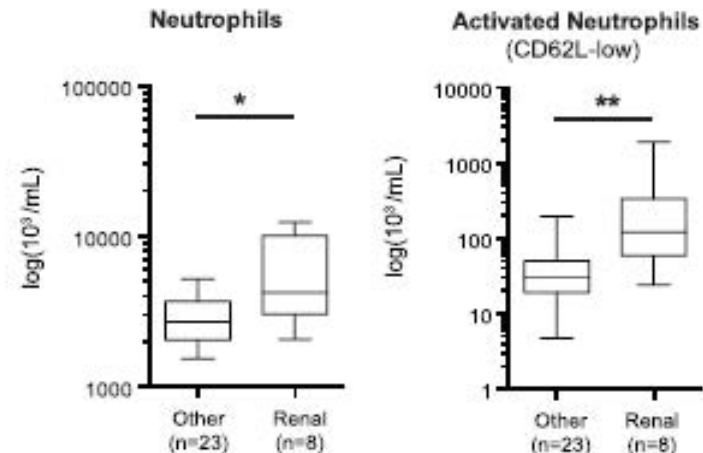 Neutrophils
log(10³/mL)
100000
10000
1000
*
Other
(n=23)
Renal
(n=8)
Activated Neutrophils
(CD62L-low)
log(10³/mL)
10000
1000
100
10
1
**
Other
(n=23)
Renal
(n=8)